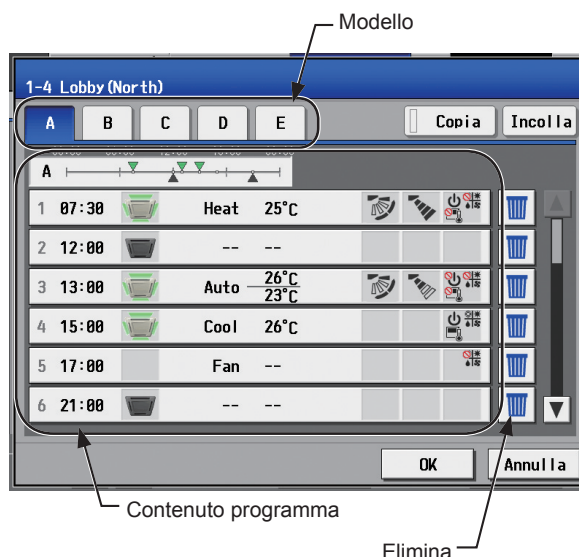 Modello
1-4 Lobby(North)
A B C D E Copia Incolla
A
1 07:30 Heat 25°C
2 12:00 -- --
3 13:00 Auto 26°C 23°C
4 15:00 Cool 26°C
5 17:00 Fan --
6 21:00 -- --
OK Annulla
Contenuto programma
Elimina